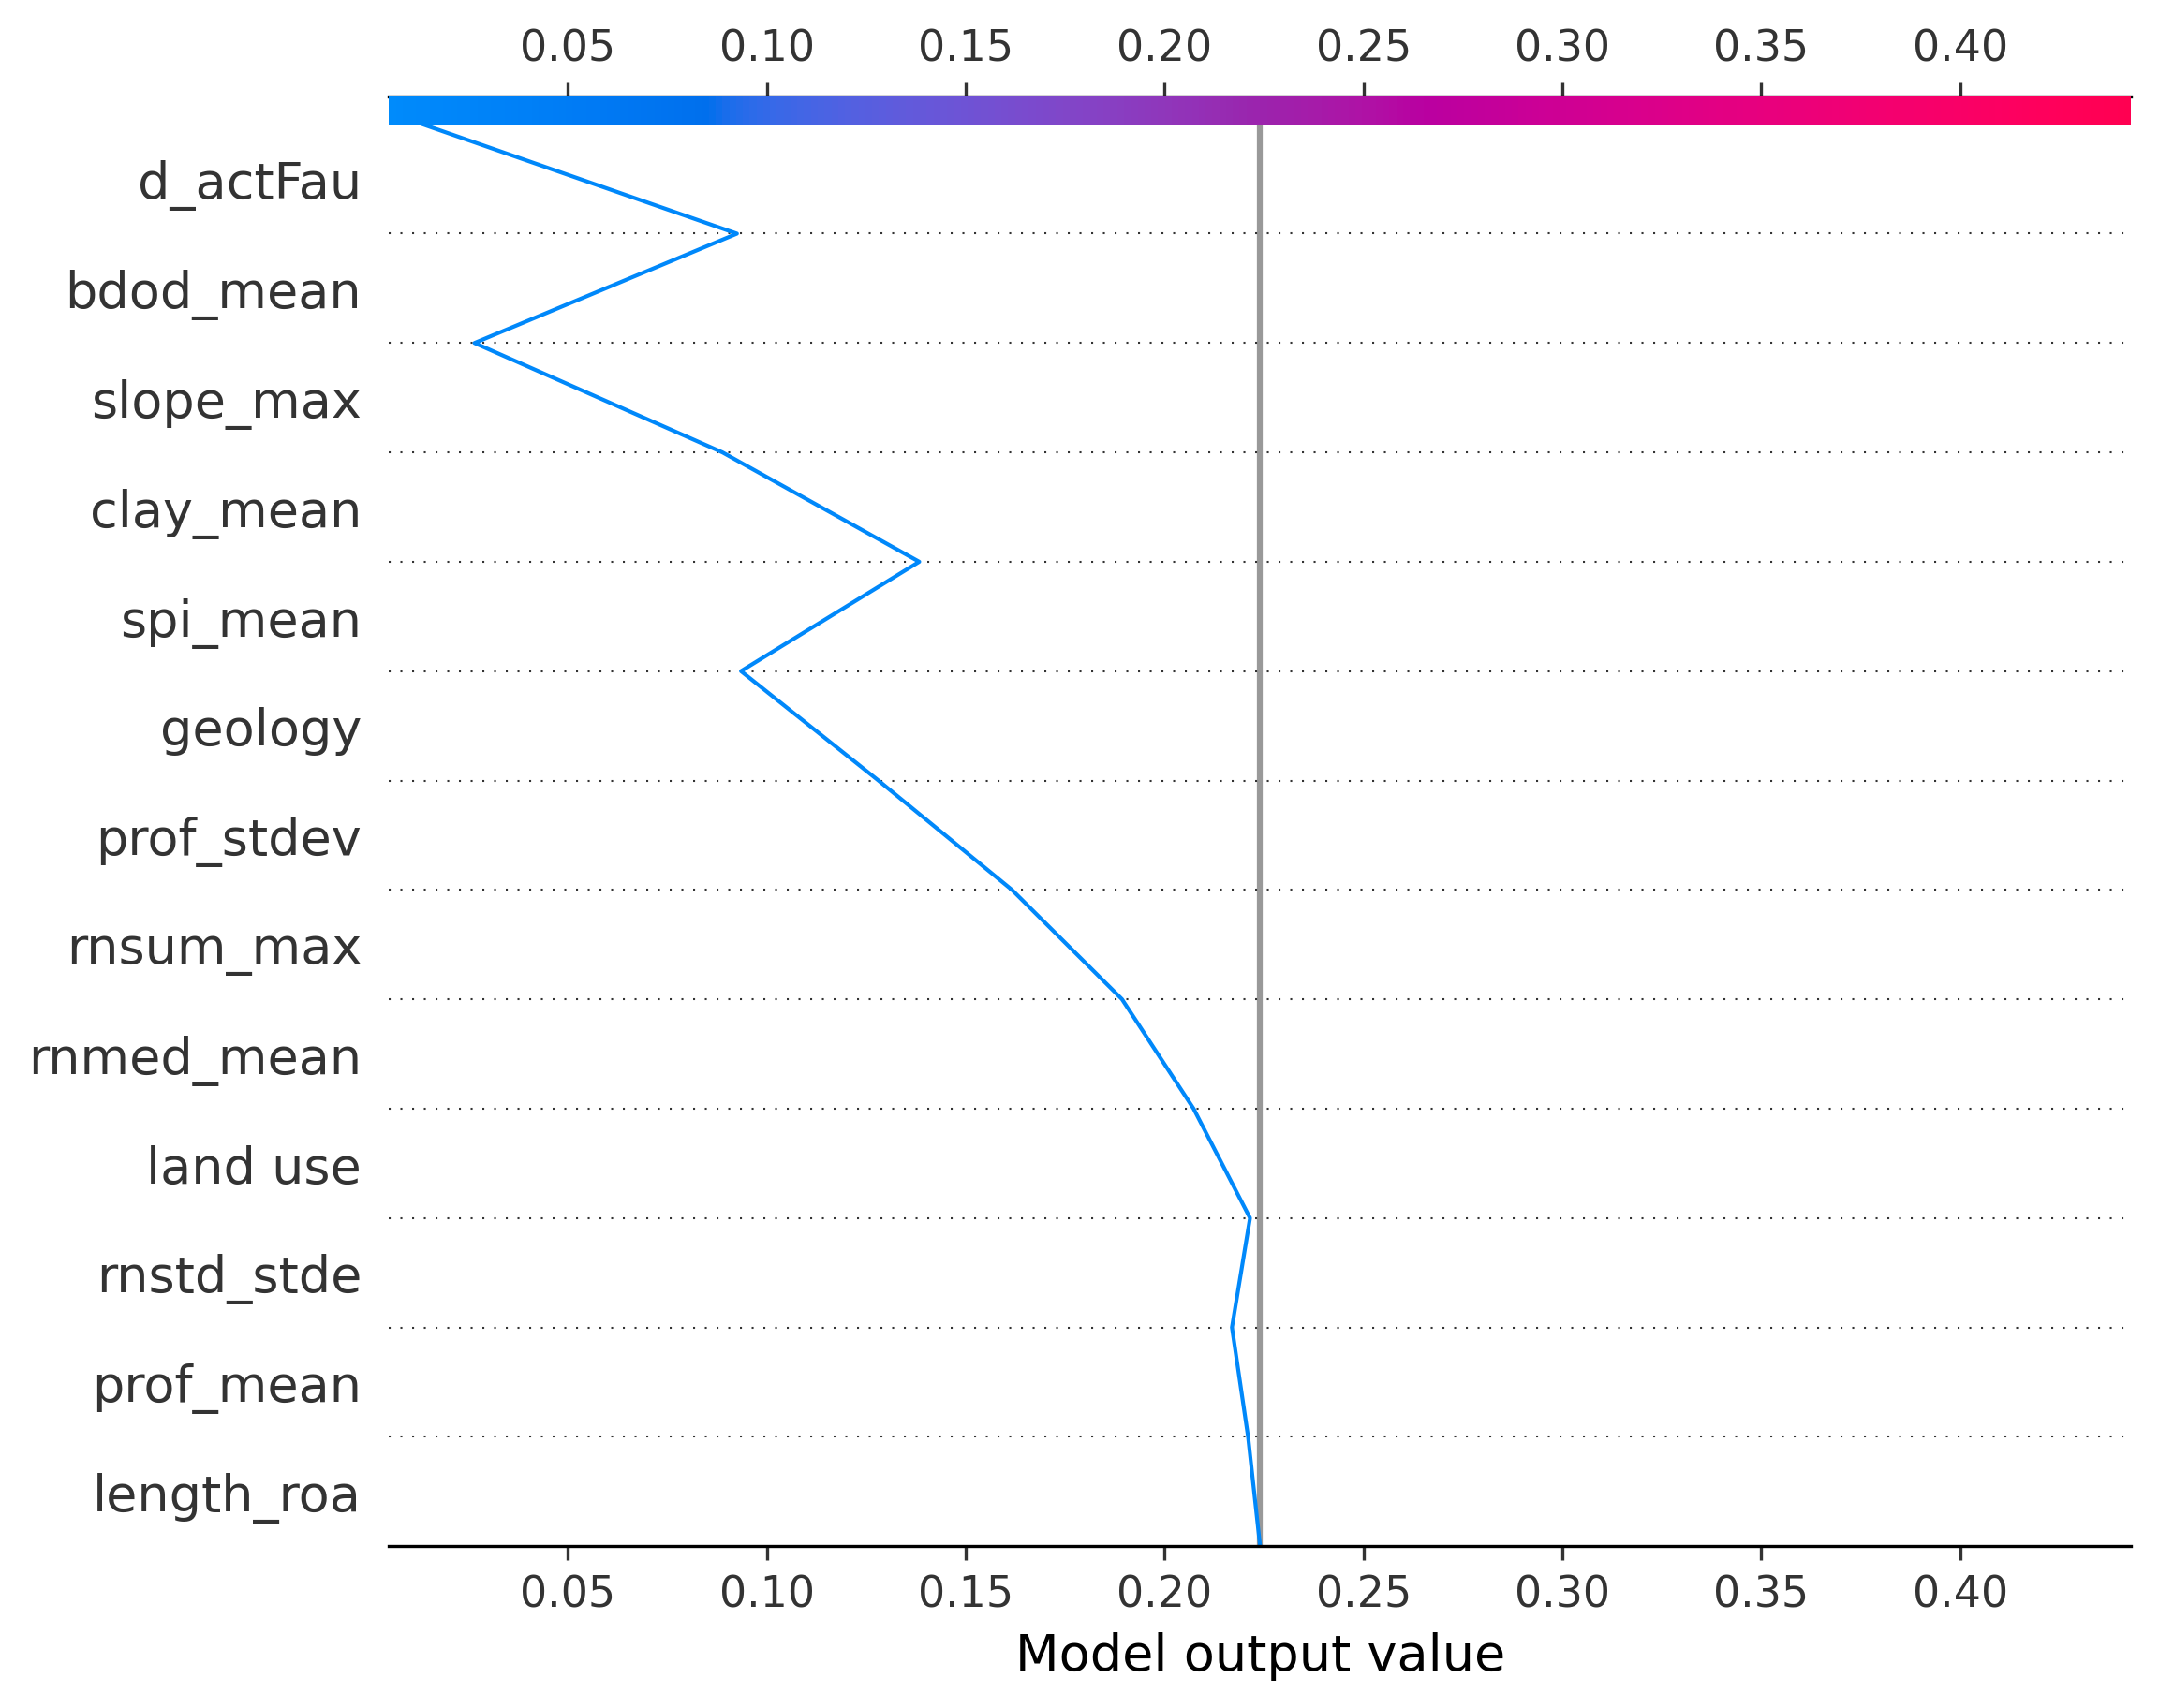 0.05 0.10 0.15 0.20 0.25 0.30 0.35 0.40
d_actFau
bdod_mean
slope_max
clay_mean
spi_mean
geology
prof_stdev
rnsum_max
rnmed_mean
land use
rnstd_stde
prof_mean
length_roa
0.05 0.10 0.15 0.20 0.25 0.30 0.35 0.40
Model output value